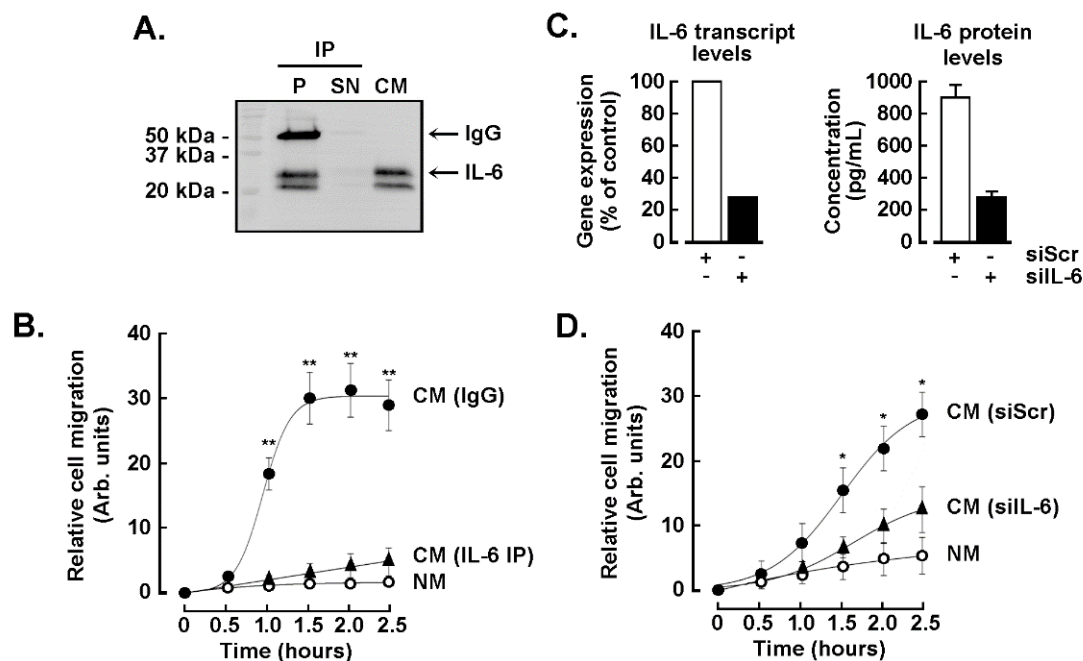 A.
IP
P SN CM
50 kDa -
37 kDa -
20 kDa -
IgG
IL-6
C.
IL-6 transcript
levels
Gene expression
(% of control)
100
80
60
40
20
0
+ -
- +
IL-6 protein
levels
Concentration
(pg/mL)
1000
800
600
400
200
0
+ - siScr
- + siIL-6
B.
Relative cell migration
(Arb. units)
40
30
20
10
0
** ** ** ** **
CM (IgG)
CM (IL-6 IP)
NM
0 0.5 1.0 1.5 2.0 2.5
Time (hours)
D.
Relative cell migration
(Arb. units)
40
30
20
10
0
* * *
CM (siScr)
CM (siIL-6)
NM
0 0.5 1.0 1.5 2.0 2.5
Time (hours)